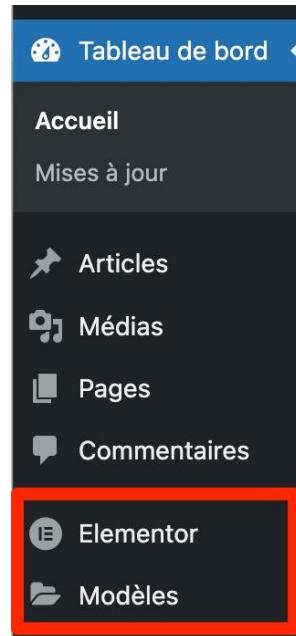 Tableau de bord
Accueil
Mises à jour
Articles
Médias
Pages
Commentaires
Elementor
Modèles